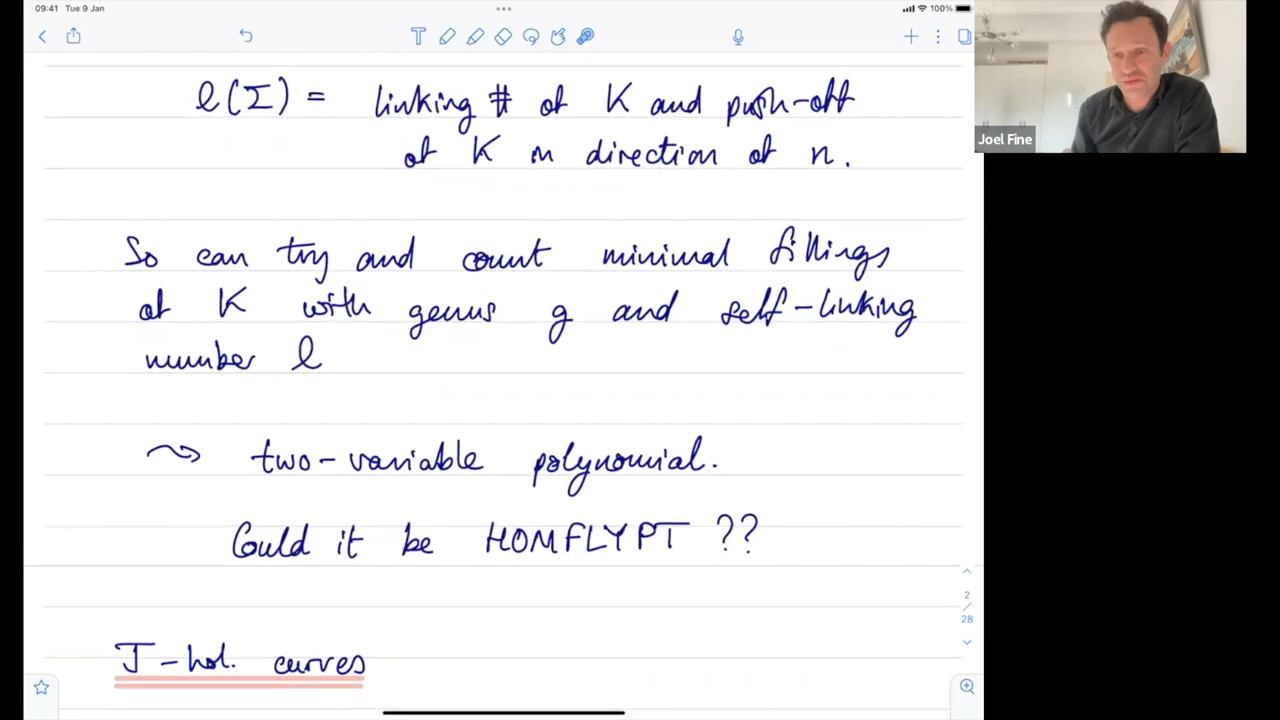 09:41 Tue 9 Jan
100%
l(Σ) = linking # of K and push-off
of K in direction of n.
So can try and count minimal fillings
of K with genus g and self-linking
number l
⤳ two-variable polynomial.
Could it be HOMFLYPT ??
J-hol. curves
2
/
28
Joel Fine